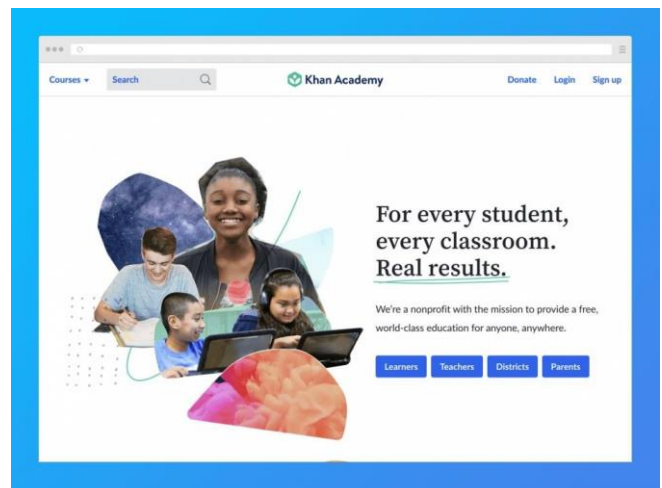 Courses
Search
Khan Academy
Donate
Login
Sign up
For every student,
every classroom.
Real results.
We're a nonprofit with the mission to provide a free,
world-class education for anyone, anywhere.
Learners
Teachers
Districts
Parents